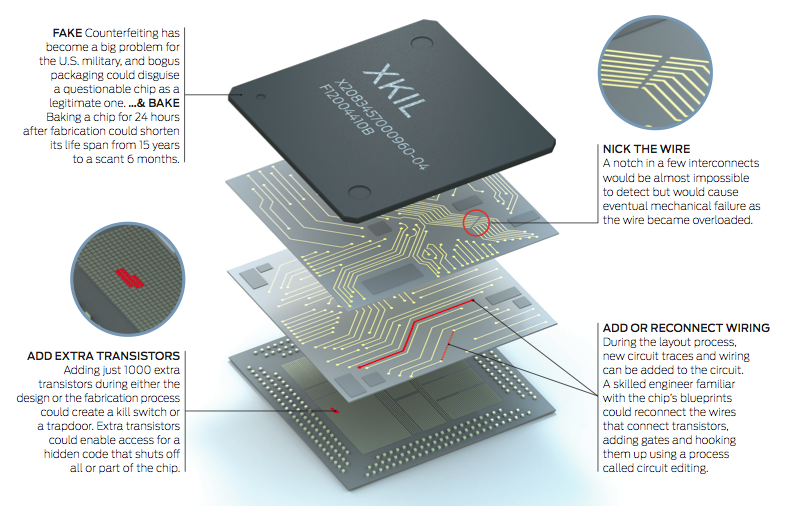 FAKE Counterfeiting has
become a big problem for
the U.S. military, and bogus
packaging could disguise
a questionable chip as a
legitimate one. ...& BAKE
Baking a chip for 24 hours
after fabrication could shorten
its life span from 15 years
to a scant 6 months.
XKIL
X2083457000960-04
FI2004410B
NICK THE WIRE
A notch in a few interconnects
would be almost impossible
to detect but would cause
eventual mechanical failure as
the wire became overloaded.
ADD EXTRA TRANSISTORS
Adding just 1000 extra
transistors during either the
design or the fabrication process
could create a kill switch or
a trapdoor. Extra transistors
could enable access for a
hidden code that shuts off
all or part of the chip.
ADD OR RECONNECT WIRING
During the layout process,
new circuit traces and wiring
can be added to the circuit.
A skilled engineer familiar
with the chip's blueprints
could reconnect the wires
that connect transistors,
adding gates and hooking
them up using a process
called circuit editing.